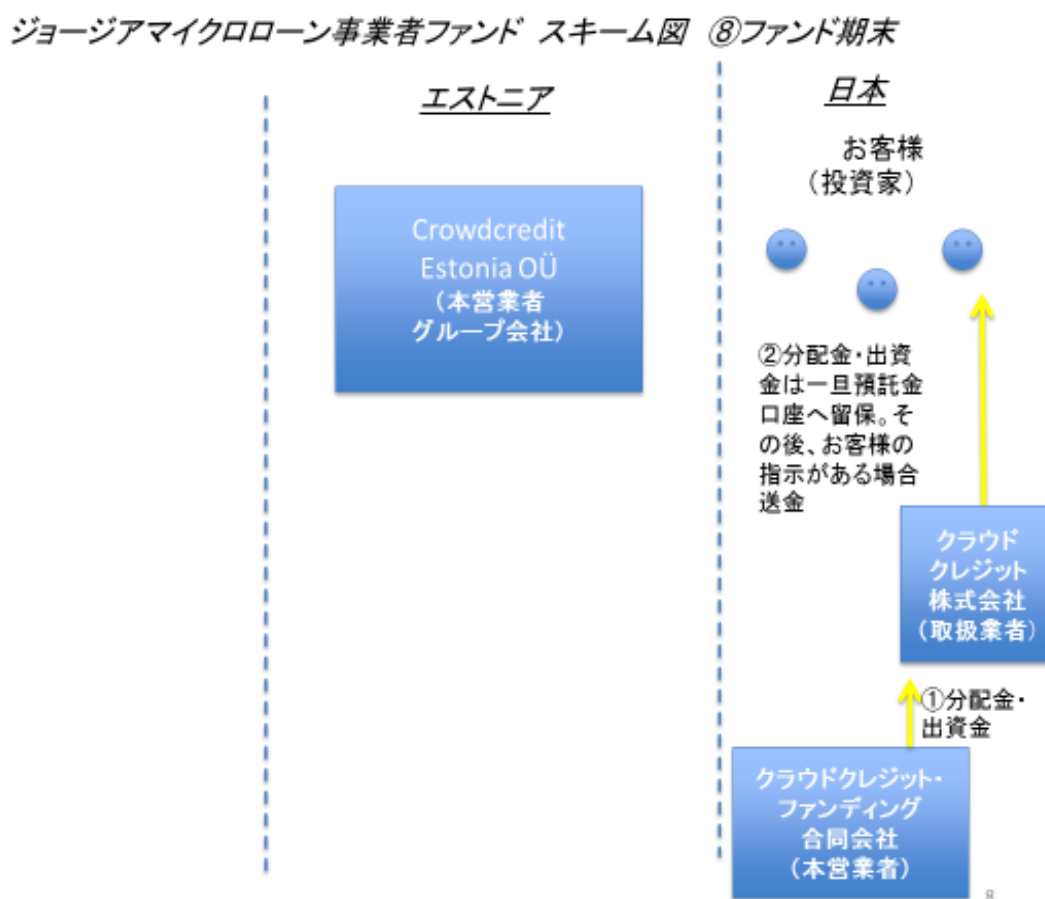 ジョージアマイクロローン事業者ファンド スキーム図 ⑧ファンド期末
エストニア
日本
お客様
（投資家）
Crowdcredit
Estonia OÜ
（本営業者
グループ会社）
②分配金・出資
金は一旦預託金
口座へ留保。そ
の後、お客様の
指示がある場合
送金
クラウド
クレジット
株式会社
（取扱業者）
①分配金・
出資金
クラウドクレジット・
ファンディング
合同会社
（本営業者）
8